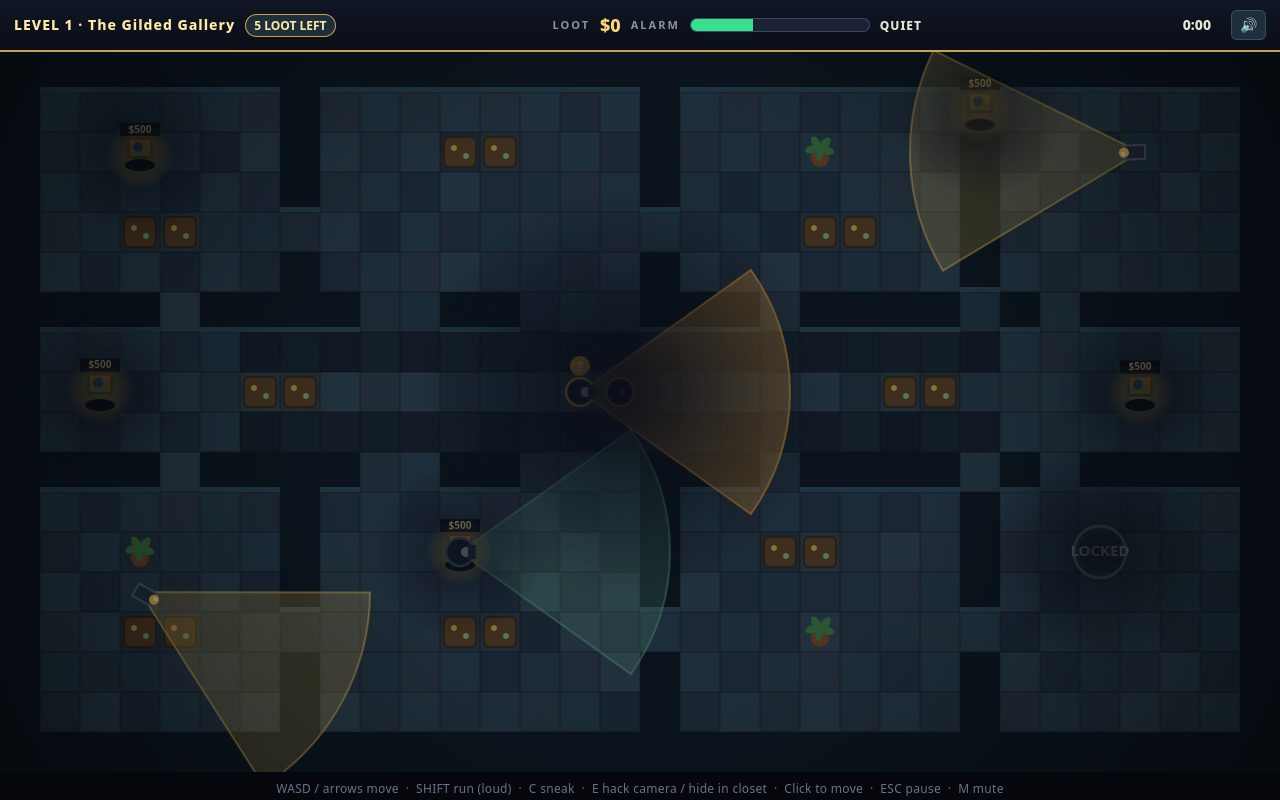 LEVEL 1 · The Gilded Gallery
5 LOOT LEFT
LOOT $0 ALARM
QUIET
0:00
$500
$500
$500
?
$500
$500
$500
LOCKED
WASD / arrows move · SHIFT run (loud) · C sneak · E hack camera / hide in closet · Click to move · ESC pause · M mute